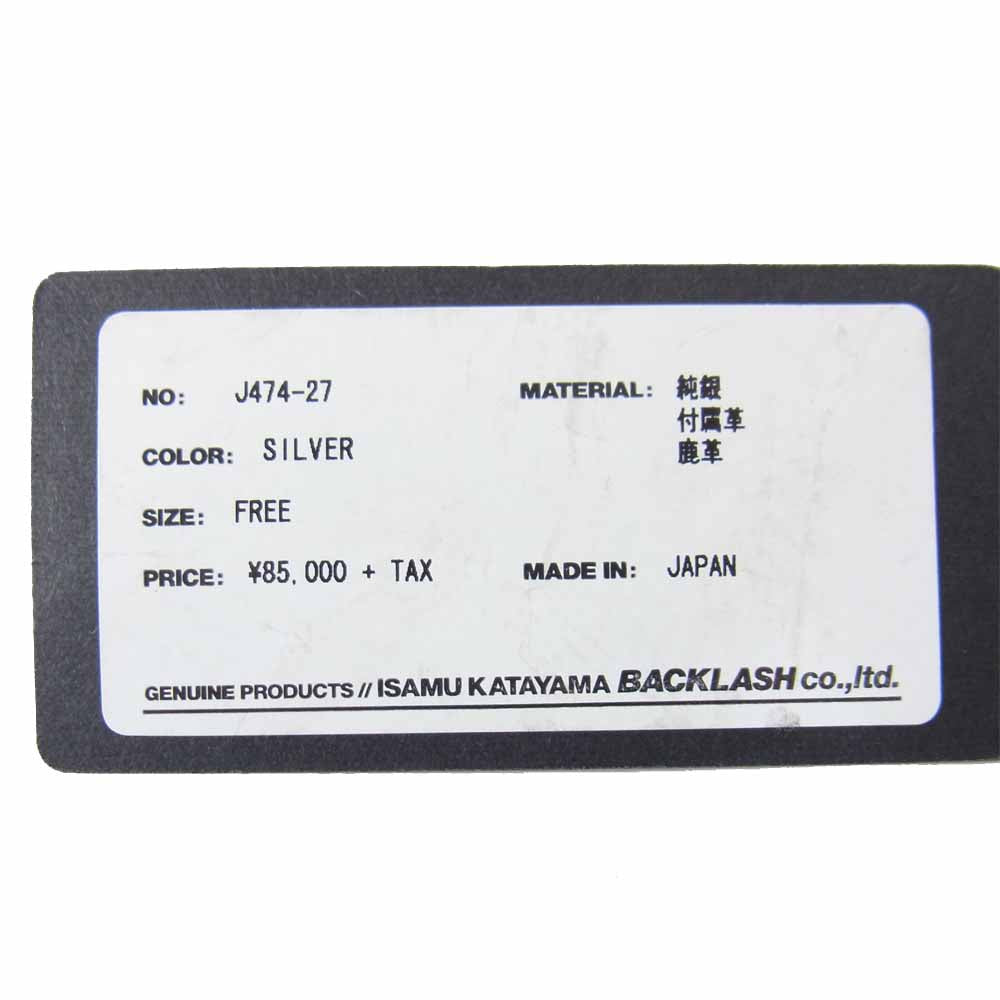 NO: J474-27
MATERIAL: 純銀
付属革
鹿革
COLOR: SILVER
SIZE: FREE
PRICE: ¥85,000 + TAX
MADE IN: JAPAN
GENUINE PRODUCTS // ISAMU KATAYAMA BACKLASH co.,ltd.